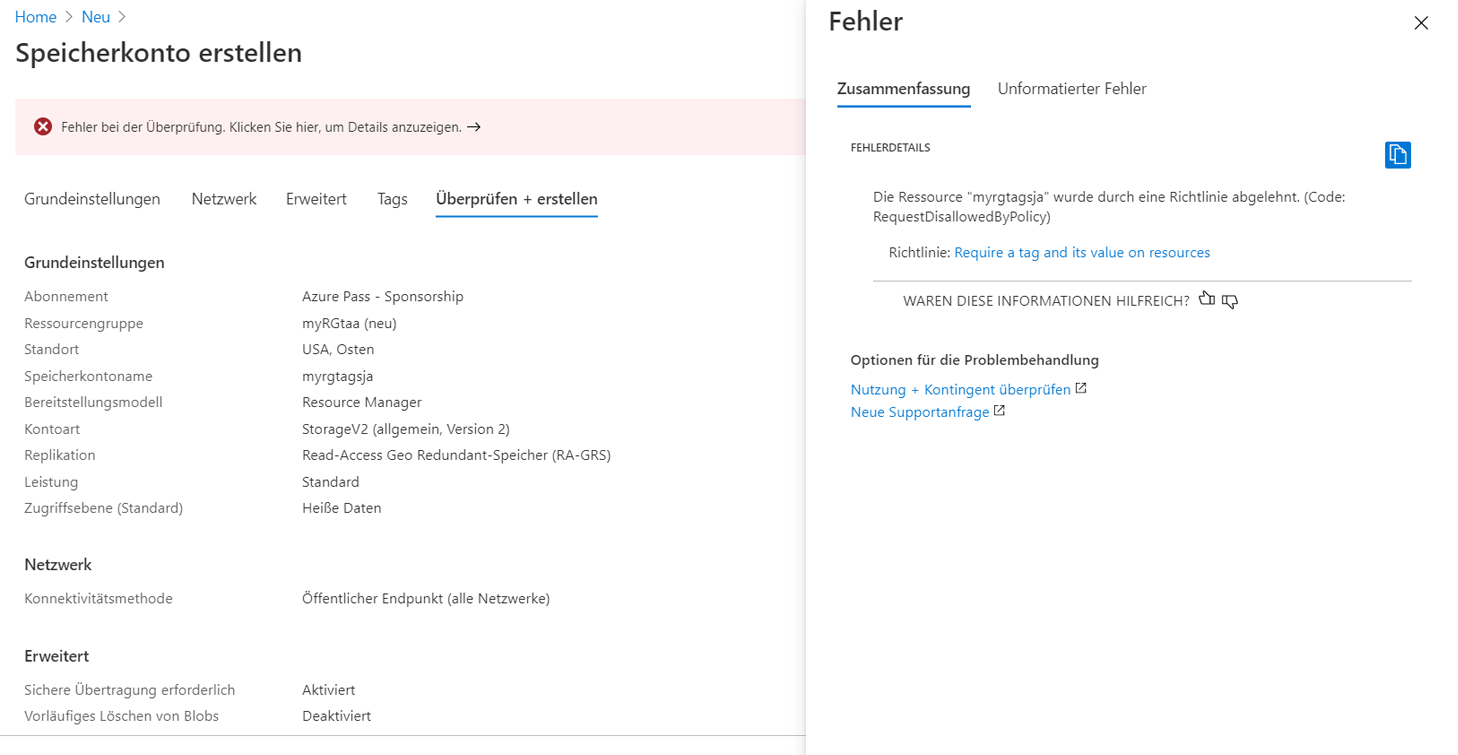 Home > Neu >
Speicherkonto erstellen
Fehler bei der Überprüfung. Klicken Sie hier, um Details anzuzeigen. →
Grundeinstellungen Netzwerk Erweitert Tags Überprüfen + erstellen
Grundeinstellungen
Abonnement Azure Pass - Sponsorship
Ressourcengruppe myRGtaa (neu)
Standort USA, Osten
Speicherkontoname myrgtagsja
Bereitstellungsmodell Resource Manager
Kontoart StorageV2 (allgemein, Version 2)
Replikation Read-Access Geo Redundant-Speicher (RA-GRS)
Leistung Standard
Zugriffsebene (Standard) Heiße Daten
Netzwerk
Konnektivitätsmethode Öffentlicher Endpunkt (alle Netzwerke)
Erweitert
Sichere Übertragung erforderlich Aktiviert
Vorläufiges Löschen von Blobs Deaktiviert
Fehler
Zusammenfassung Unformatierter Fehler
FEHLERDETAILS
Die Ressource "myrgtagsja" wurde durch eine Richtlinie abgelehnt. (Code:
RequestDisallowedByPolicy)
Richtlinie: Require a tag and its value on resources
WAREN DIESE INFORMATIONEN HILFREICH?
Optionen für die Problembehandlung
Nutzung + Kontingent überprüfen
Neue Supportanfrage